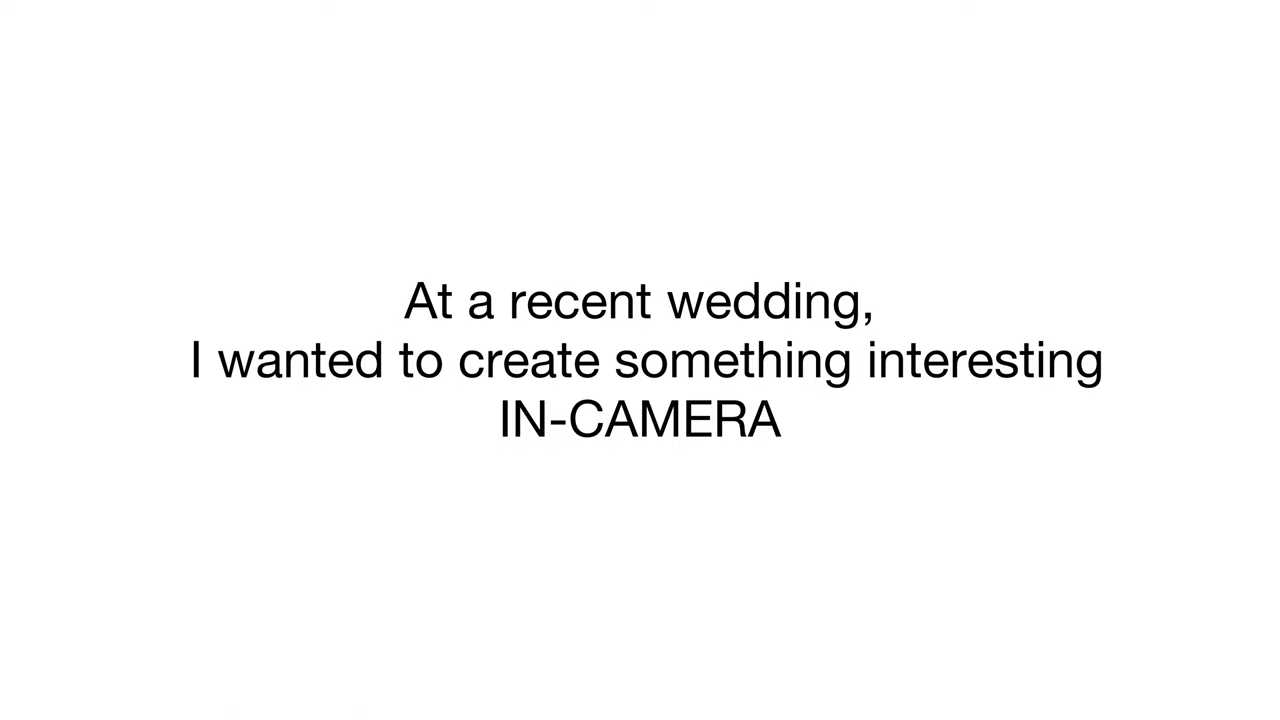 At a recent wedding,
I wanted to create something interesting
IN-CAMERA